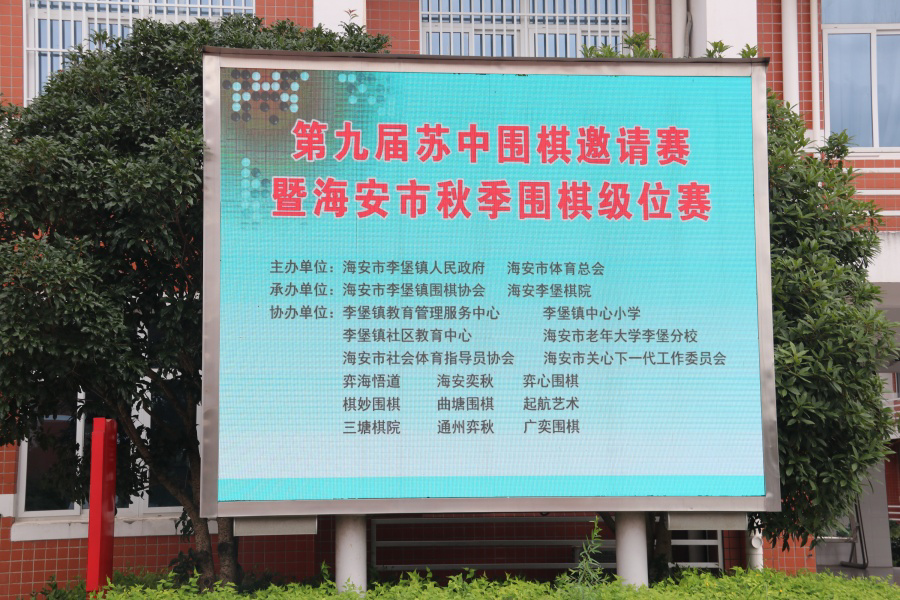 第九届苏中围棋邀请赛
暨海安市秋季围棋级位赛
主办单位：海安市李堡镇人民政府 海安市体育总会
承办单位：海安市李堡镇围棋协会 海安李堡棋院
协办单位：李堡镇教育管理服务中心 李堡镇中心小学
李堡镇社区教育中心 海安市老年大学李堡分校
海安市社会体育指导员协会 海安市关心下一代工作委员会
弈海悟道 海安奕秋 弈心围棋
棋妙围棋 曲塘围棋 起航艺术
三塘棋院 通州弈秋 广奕围棋